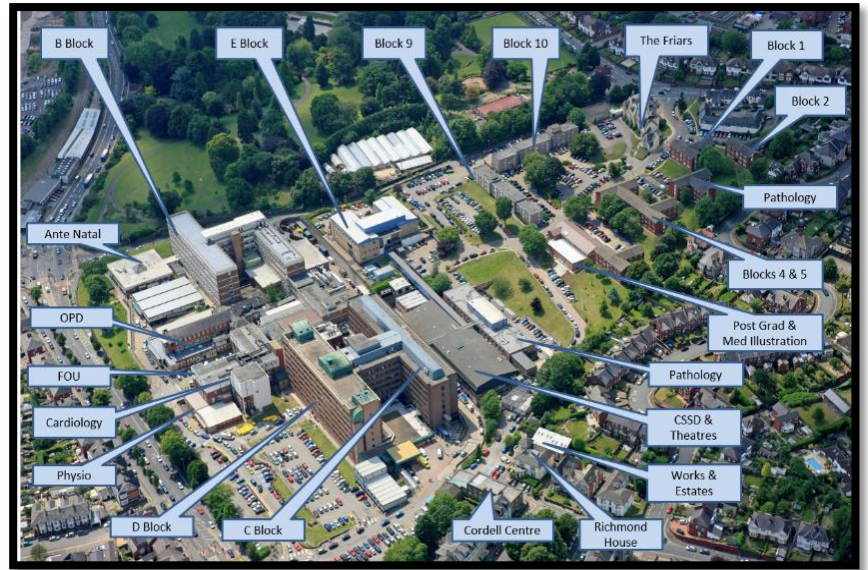 B Block
E Block
Block 9
Block 10
The Friars
Block 1
Block 2
Pathology
Ante Natal
Blocks 4 & 5
OPD
Post Grad &
Med Illustration
FOU
Pathology
Cardiology
CSSD &
Theatres
Physio
Works &
Estates
D Block
C Block
Cordell Centre
Richmond
House